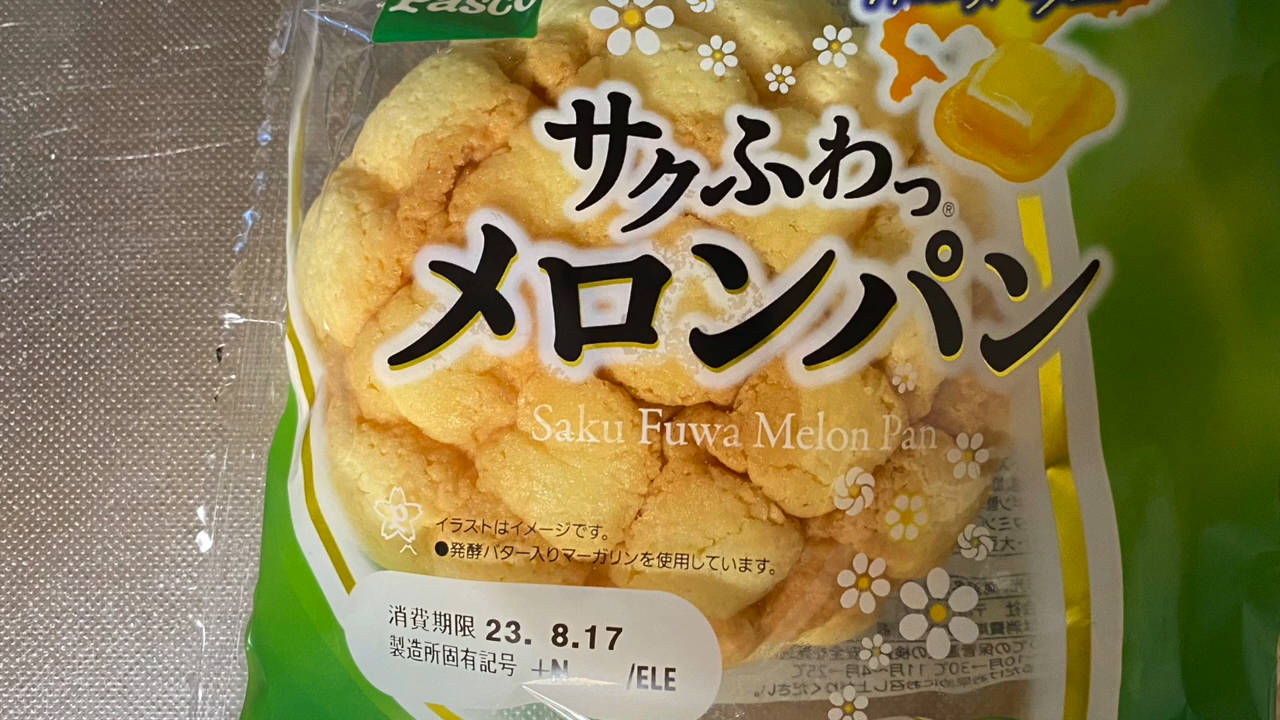 Pasco
サクふわっ®
メロンパン
Saku Fuwa Melon Pan
イラストはイメージです。
●発酵バター入りマーガリンを使用しています。
消費期限 23. 8.17
製造所固有記号 +N /ELE